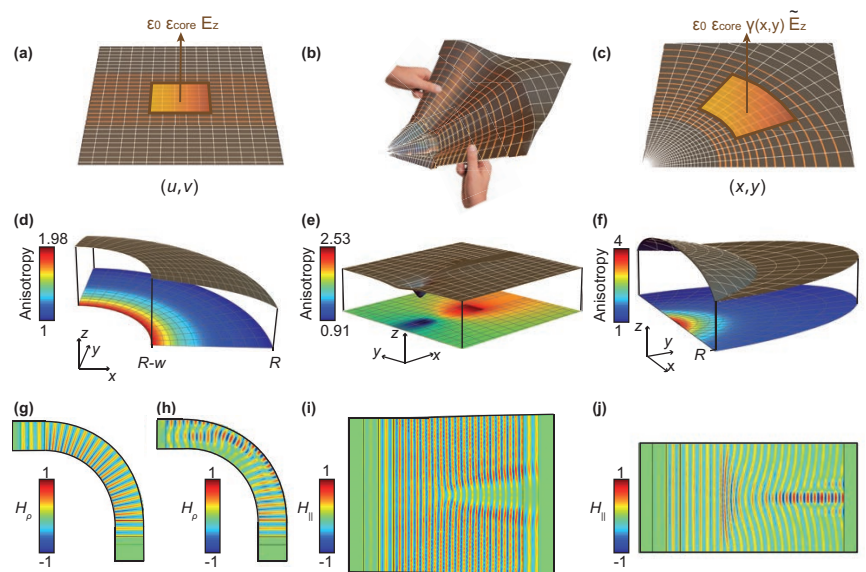 ε0 εcore Ez
ε0 εcore γ(x,y) Ẽz
(a)
(b)
(c)
(u,v)
(x,y)
(d)
(e)
(f)
1.98
Anisotropy
1
z
y
x
R-w
R
2.53
Anisotropy
0.91
z
y
x
4
Anisotropy
1
z
y
x
R
(g)
(h)
(i)
(j)
1
Hρ
-1
1
Hρ
-1
1
H||
-1
1
H||
-1